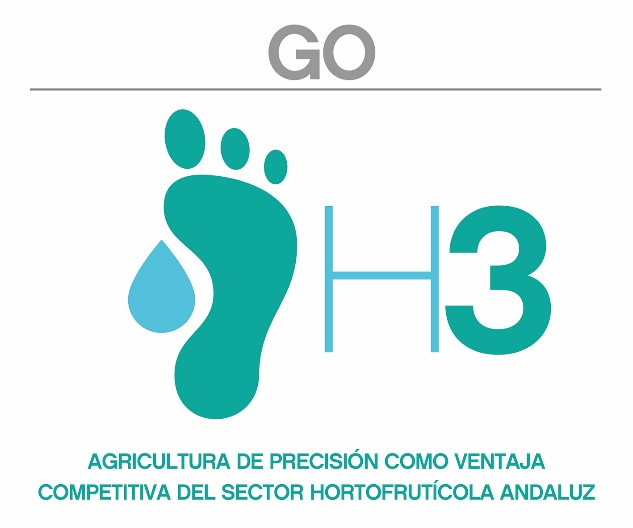 GO
H3
AGRICULTURA DE PRECISIÓN COMO VENTAJA
COMPETITIVA DEL SECTOR HORTOFRUTÍCOLA ANDALUZ